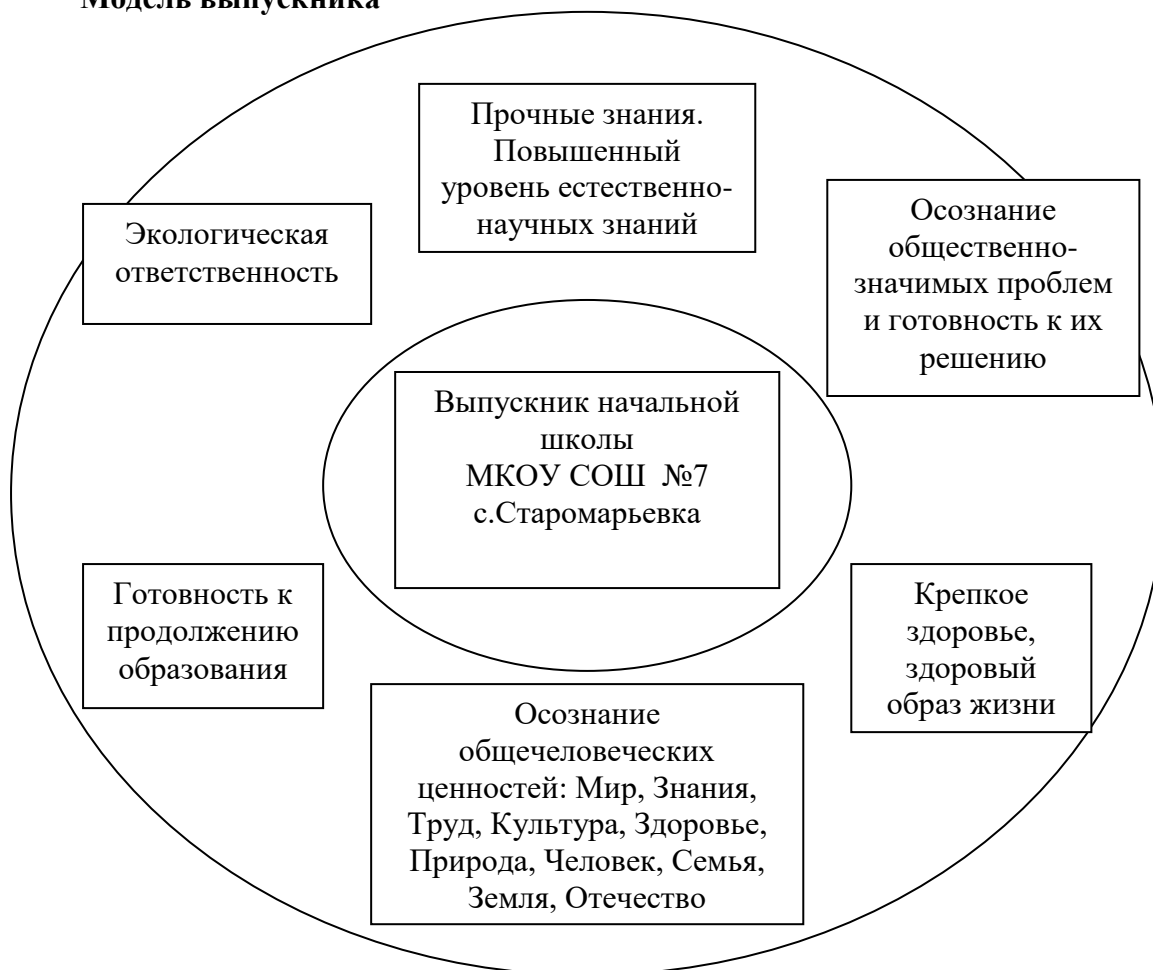 Модель выпускника
Прочные знания.
Повышенный
уровень естественно-
научных знаний
Экологическая
ответственность
Осознание
общественно-
значимых проблем
и готовность к их
решению
Выпускник начальной
школы
МКОУ СОШ №7
с.Старомарьевка
Готовность к
продолжению
образования
Крепкое
здоровье,
здоровый
образ жизни
Осознание
общечеловеческих
ценностей: Мир, Знания,
Труд, Культура, Здоровье,
Природа, Человек, Семья,
Земля, Отечество